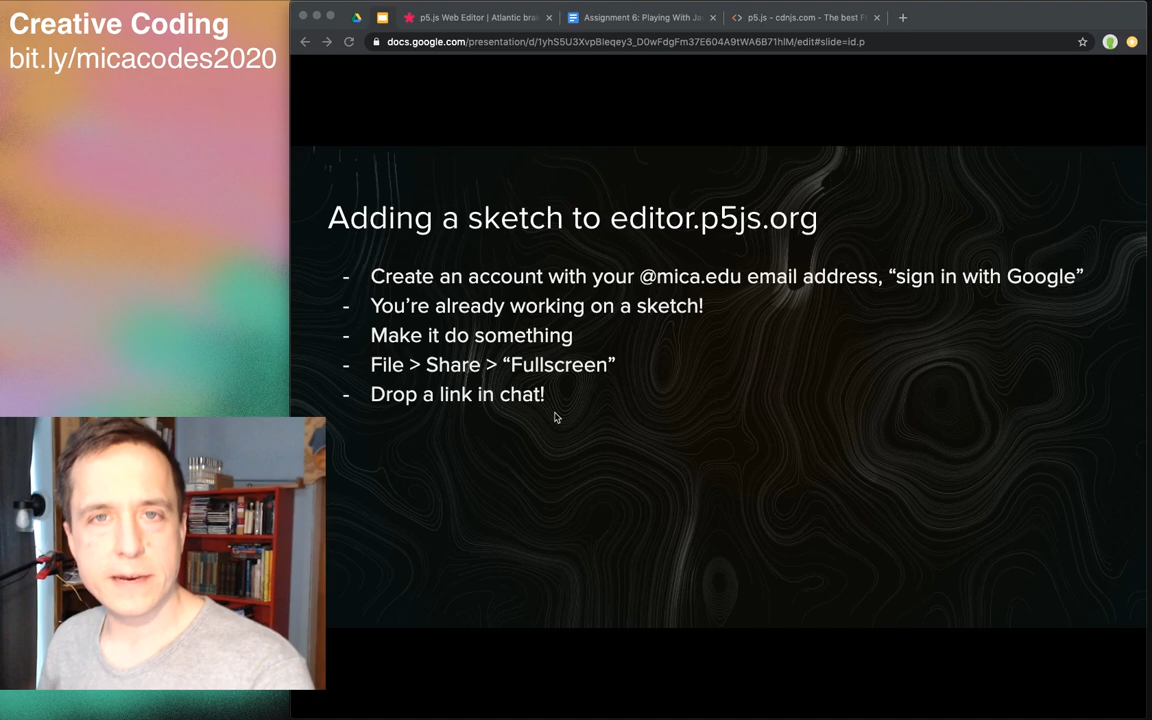 Creative Coding
bit.ly/micacodes2020
p5.js Web Editor | Atlantic brai
Assignment 6: Playing With Ja
p5.js - cdnjs.com - The best F
docs.google.com/presentation/d/1yhS5U3XvpBIeqey3_D0wFdgFm37E604A9tWA6B71hIM/edit#slide=id.p
Adding a sketch to editor.p5js.org
- Create an account with your @mica.edu email address, “sign in with Google”
- You’re already working on a sketch!
- Make it do something
- File > Share > “Fullscreen”
- Drop a link in chat!